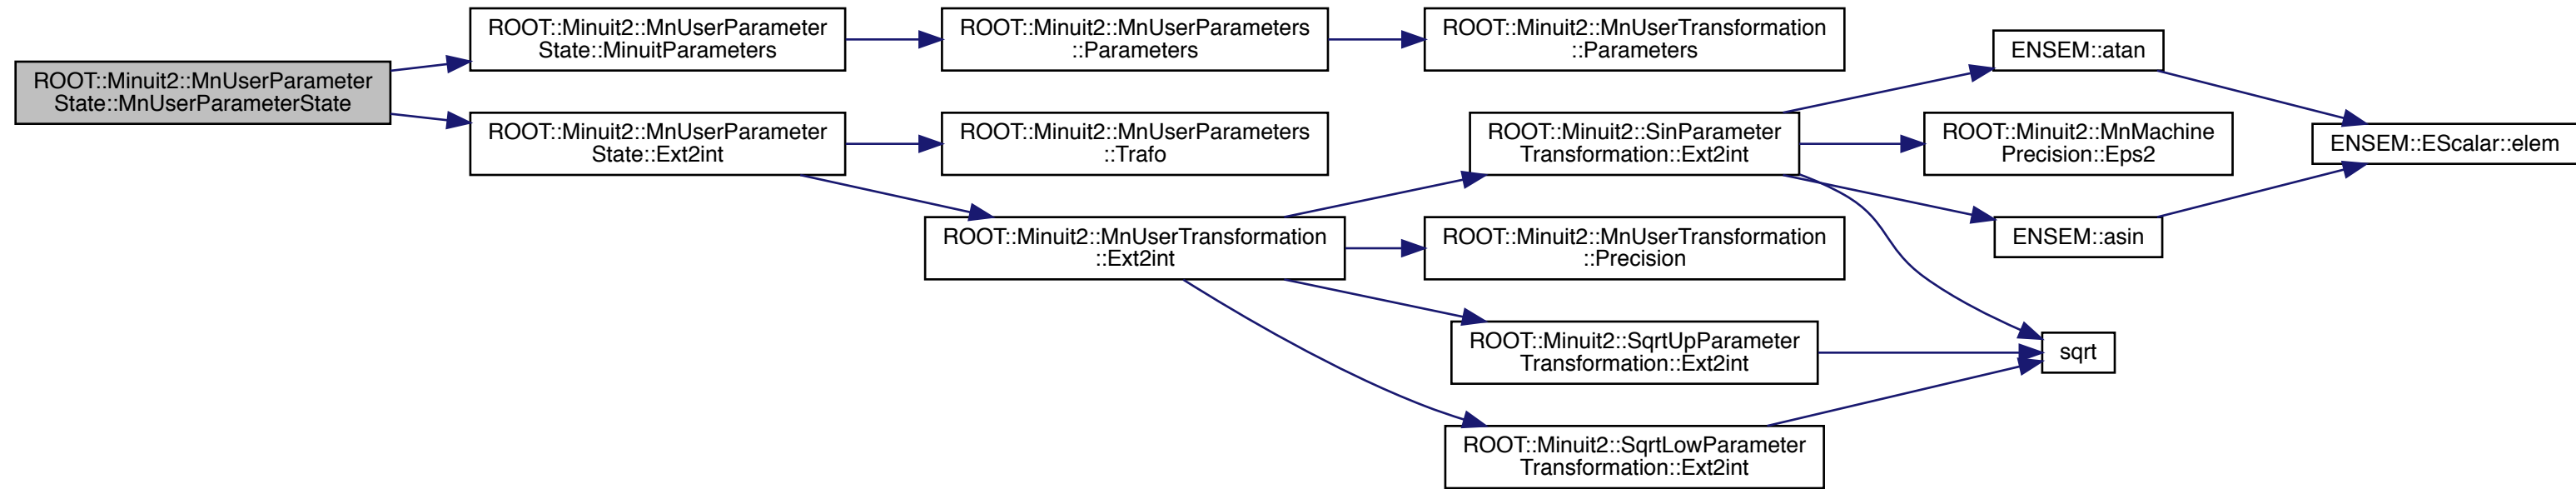 ROOT::Minuit2::MnUserParameter
State::MnUserParameterState
ROOT::Minuit2::MnUserParameter
State::MinuitParameters
ROOT::Minuit2::MnUserParameter
State::Ext2int
ROOT::Minuit2::MnUserParameters
::Parameters
ROOT::Minuit2::MnUserParameters
::Trafo
ROOT::Minuit2::MnUserTransformation
::Ext2int
ROOT::Minuit2::MnUserTransformation
::Parameters
ROOT::Minuit2::SinParameter
Transformation::Ext2int
ROOT::Minuit2::MnUserTransformation
::Precision
ROOT::Minuit2::SqrtUpParameter
Transformation::Ext2int
ROOT::Minuit2::SqrtLowParameter
Transformation::Ext2int
ENSEM::atan
ROOT::Minuit2::MnMachine
Precision::Eps2
ENSEM::asin
sqrt
ENSEM::EScalar::elem